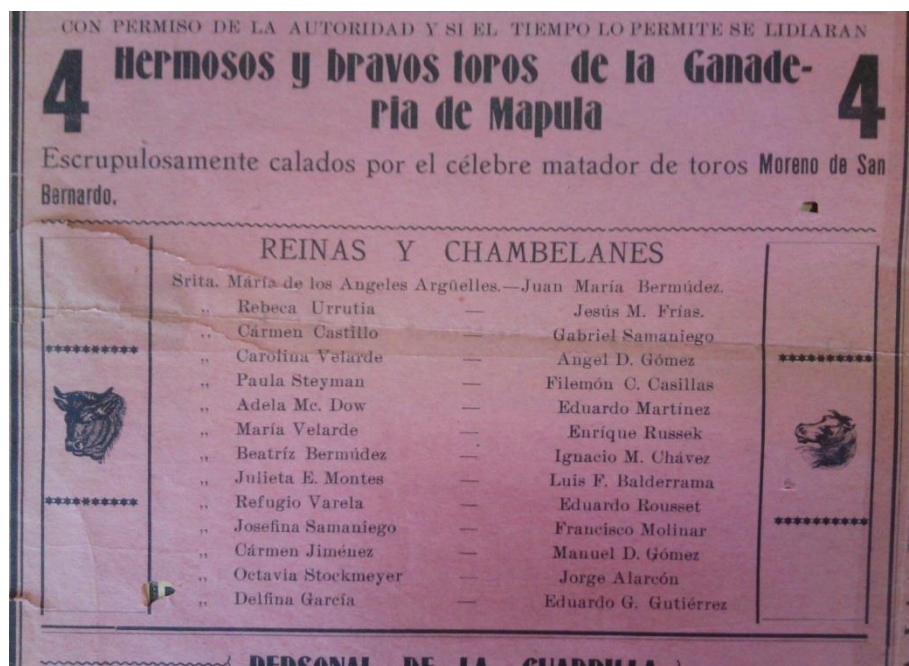 CON PERMISO DE LA AUTORIDAD Y SI EL TIEMPO LO PERMITE SE LIDIARAN
4 Hermosos y bravos toros de la Ganade- 4
ria de Mapula
Escrupulosamente calados por el célebre matador de toros Moreno de San
Bernardo.
REINAS Y CHAMBELANES
Srita. María de los Angeles Argüelles.—Juan María Bermúdez.
„ Rebeca Urrutia — Jesús M. Frías.
„ Cármen Castillo — Gabriel Samaniego
„ Carolina Velarde — Angel D. Gómez
„ Paula Steyman — Filemón C. Casillas
„ Adela Mc. Dow — Eduardo Martínez
„ María Velarde — Enríque Russek
„ Beatríz Bermúdez — Ignacio M. Chávez
„ Julieta E. Montes — Luis F. Balderrama
„ Refugio Varela — Eduardo Rousset
„ Josefina Samaniego — Francisco Molinar
„ Cármen Jiménez — Manuel D. Gómez
„ Octavia Stockmeyer — Jorge Alarcón
„ Delfina García — Eduardo G. Gutiérrez
PERSONAL DE LA CUADRILLA